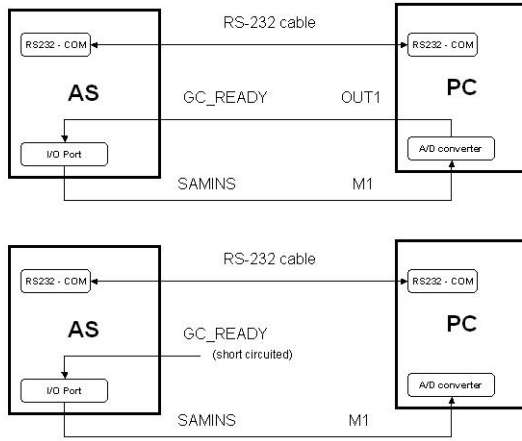 RS-232 cable
RS232 - COM
RS232 - COM
AS
PC
GC_READY
OUT1
I/O Port
A/D converter
SAMINS
M1
RS-232 cable
RS232 - COM
RS232 - COM
AS
PC
GC_READY
(short circuited)
I/O Port
A/D converter
SAMINS
M1